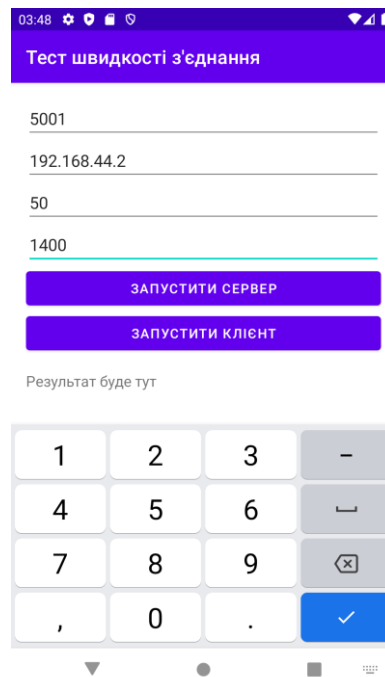 03:48
Тест швидкості з'єднання
5001
192.168.44.2
50
1400
ЗАПУСТИТИ СЕРВЕР
ЗАПУСТИТИ КЛІЄНТ
Результат буде тут
1 2 3 –
4 5 6
7 8 9
, 0 .